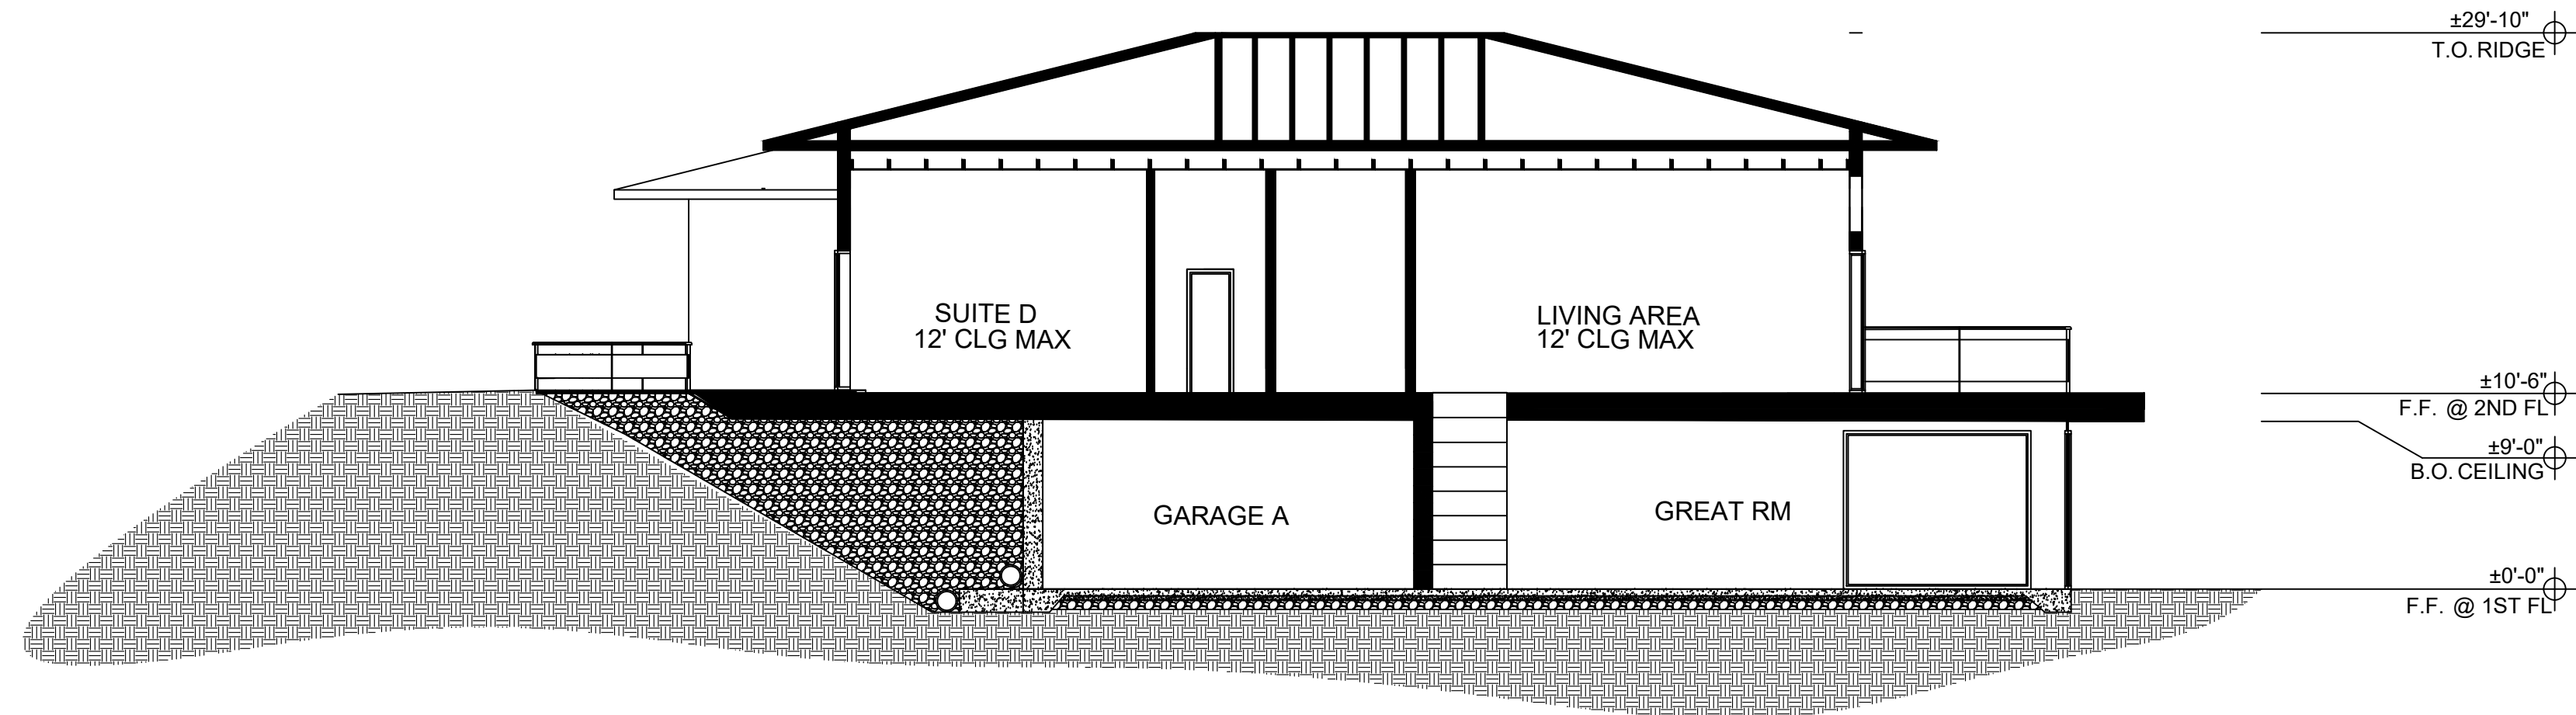 ±29'-10"
T.O. RIDGE
SUITE D
12' CLG MAX
LIVING AREA
12' CLG MAX
±10'-6"
F.F. @ 2ND FL
±9'-0"
B.O. CEILING
GARAGE A
GREAT RM
±0'-0"
F.F. @ 1ST FL